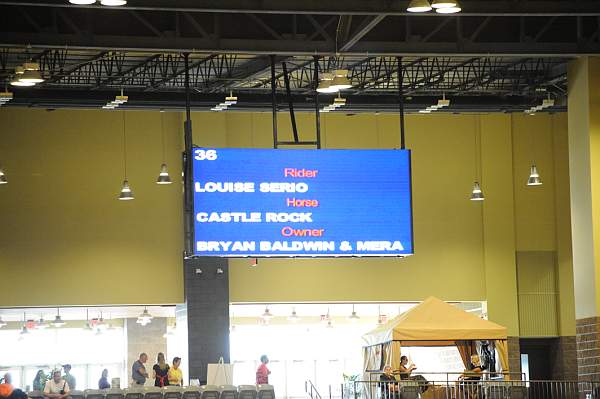 36
Rider
LOUISE SERIO
Horse
CASTLE ROCK
Owner
BRYAN BALDWIN & MERA